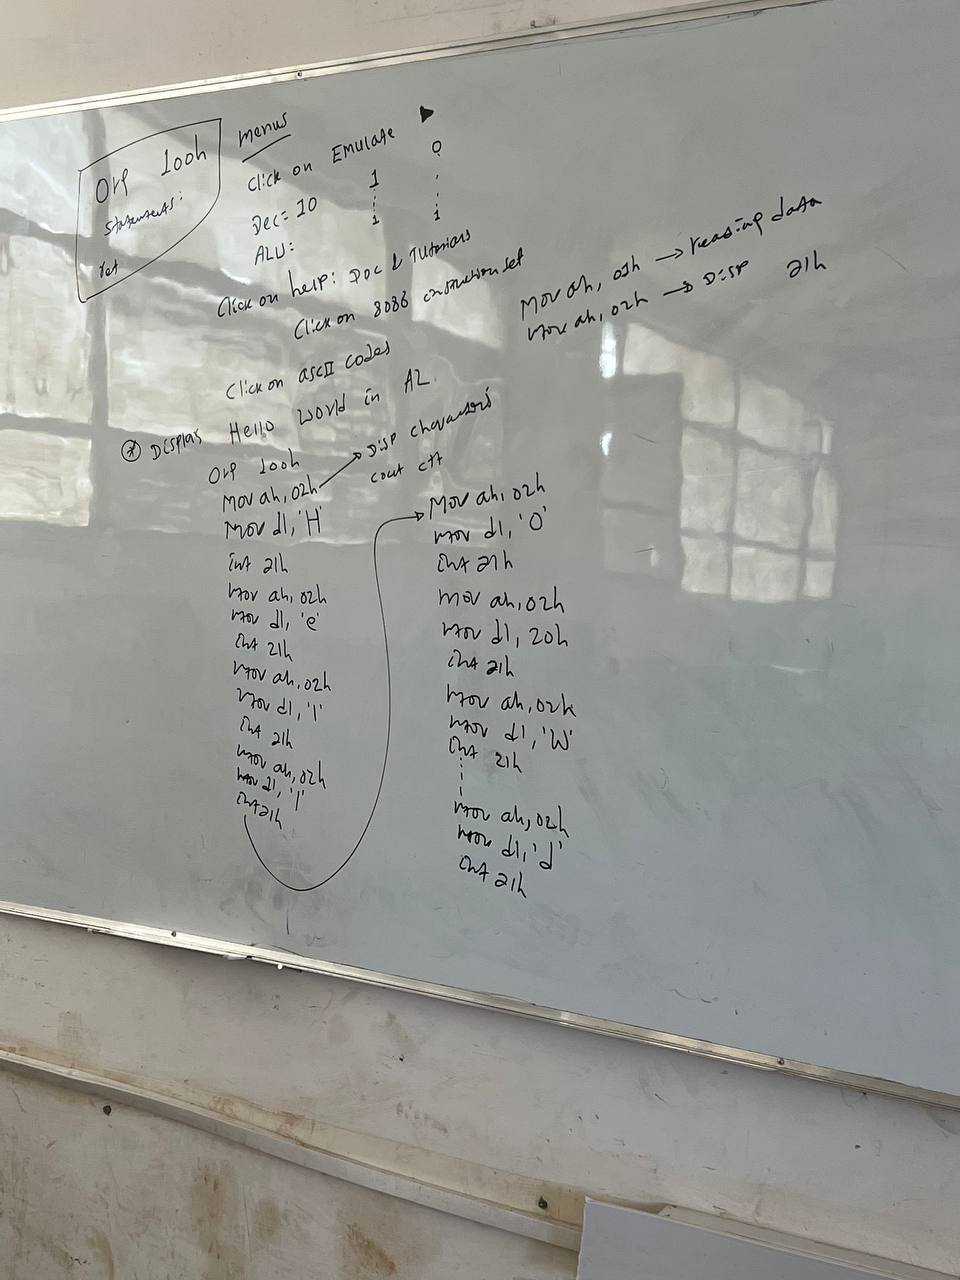 Org 100h
Statements:
ret
menus
Click on Emulate ▶
Dec = 10 1 0
ALU: 1 1
Click on help: Doc & Tutorials
Click on 8086 instruction set
Click on ascII codes
Mov ah, 01h → reading data
Mov ah, 02h → Disp 21h
* Display Hello World in AL.
Org 100h
Mov ah, 02h → Disp characters
cout c++
Mov dl, 'H'
int 21h
mov ah, 02h
mov dl, 'e'
int 21h
mov ah, 02h
mov dl, 'l'
int 21h
mov ah, 02h
mov dl, 'l'
int 21h
Mov ah, 02h
mov dl, 'O'
int 21h
mov ah, 02h
mov dl, 20h
int 21h
mov ah, 02h
mov dl, 'W'
int 21h
mov ah, 02h
mov dl, 'd'
int 21h